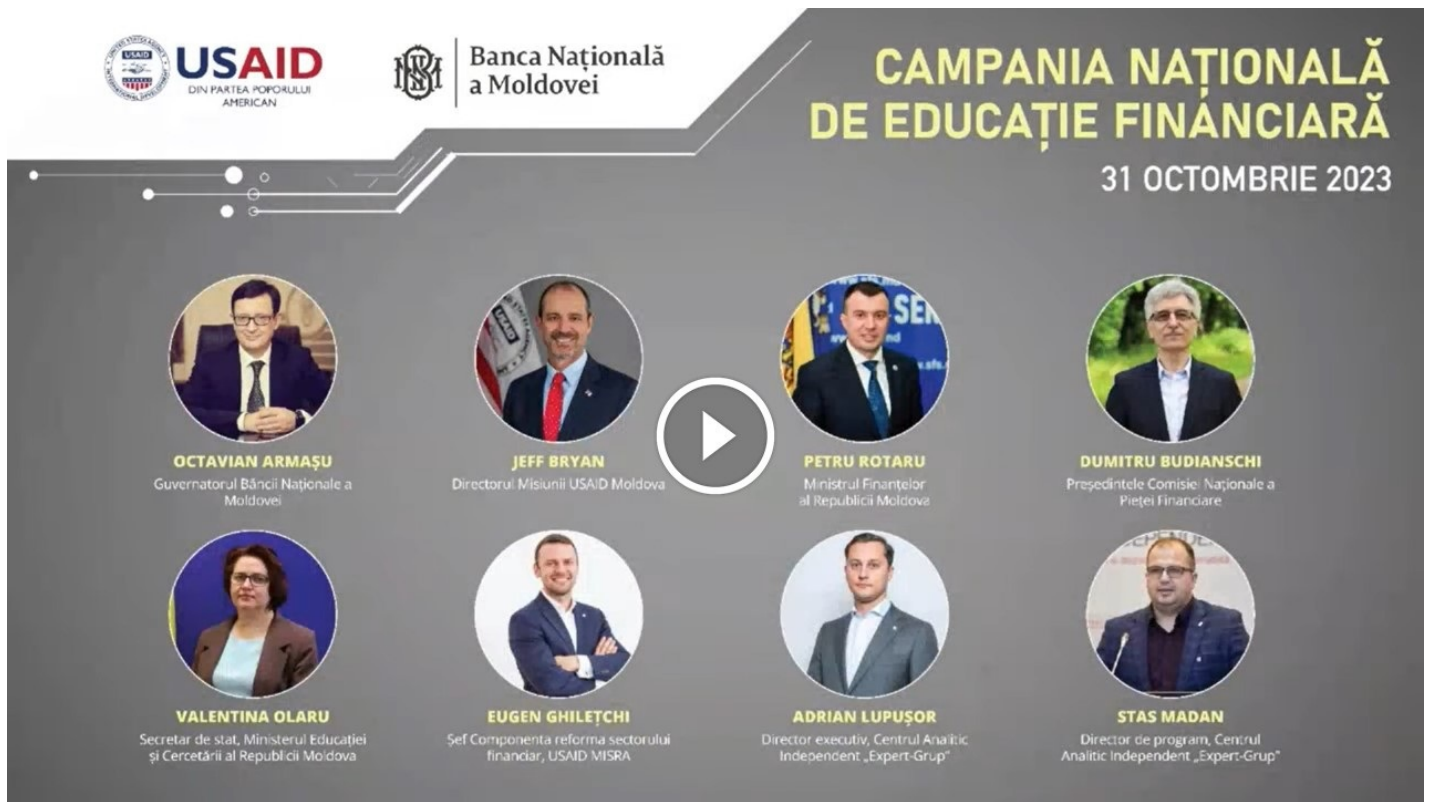 USAID
USAID
DIN PARTEA POPORULUI
AMERICAN
Banca Națională
a Moldovei
CAMPANIA NAȚIONALĂ
DE EDUCAȚIE FINANCIARĂ
31 OCTOMBRIE 2023
USAID
SER
OCTAVIAN ARMAȘU
Guvernatorul Băncii Naționale a
Moldovei
JEFF BRYAN
Directorul Misiunii USAID Moldova
PETRU ROTARU
Ministrul Finanțelor
al Republicii Moldova
DUMITRU BUDIANSCHI
Președintele Comisiei Naționale a
Pieței Financiare
VALENTINA OLARU
Secretar de stat, Ministerul Educației
și Cercetării al Republicii Moldova
EUGEN GHILEȚCHI
Șef Componenta reforma sectorului
financiar, USAID MISRA
ADRIAN LUPUȘOR
Director executiv, Centrul Analitic
Independent „Expert-Grup”
STAS MADAN
Director de program, Centrul
Analitic Independent „Expert-Grup”